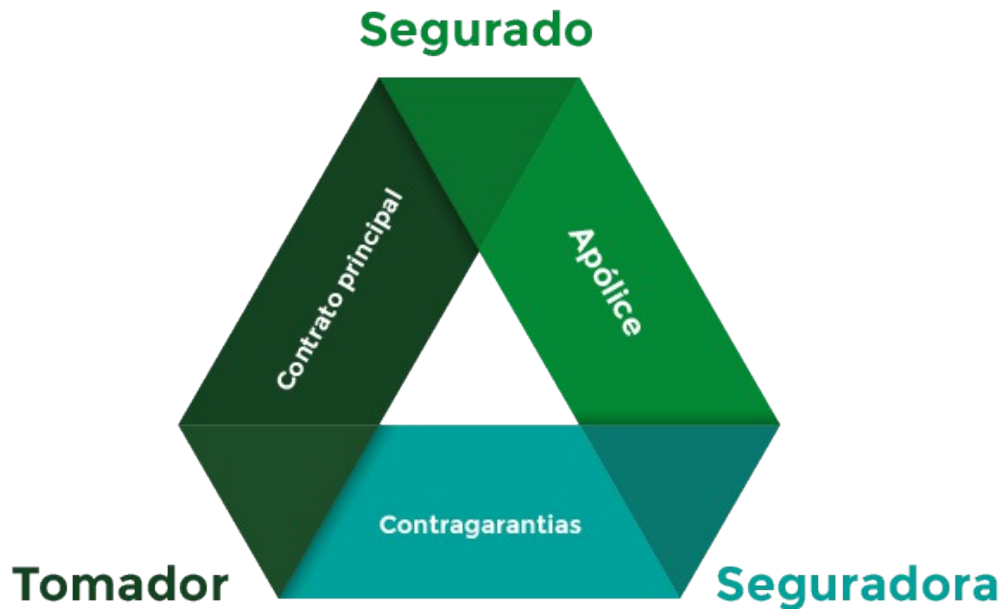 Segurado
Contrato principal
Apólice
Contragarantias
Tomador
Seguradora